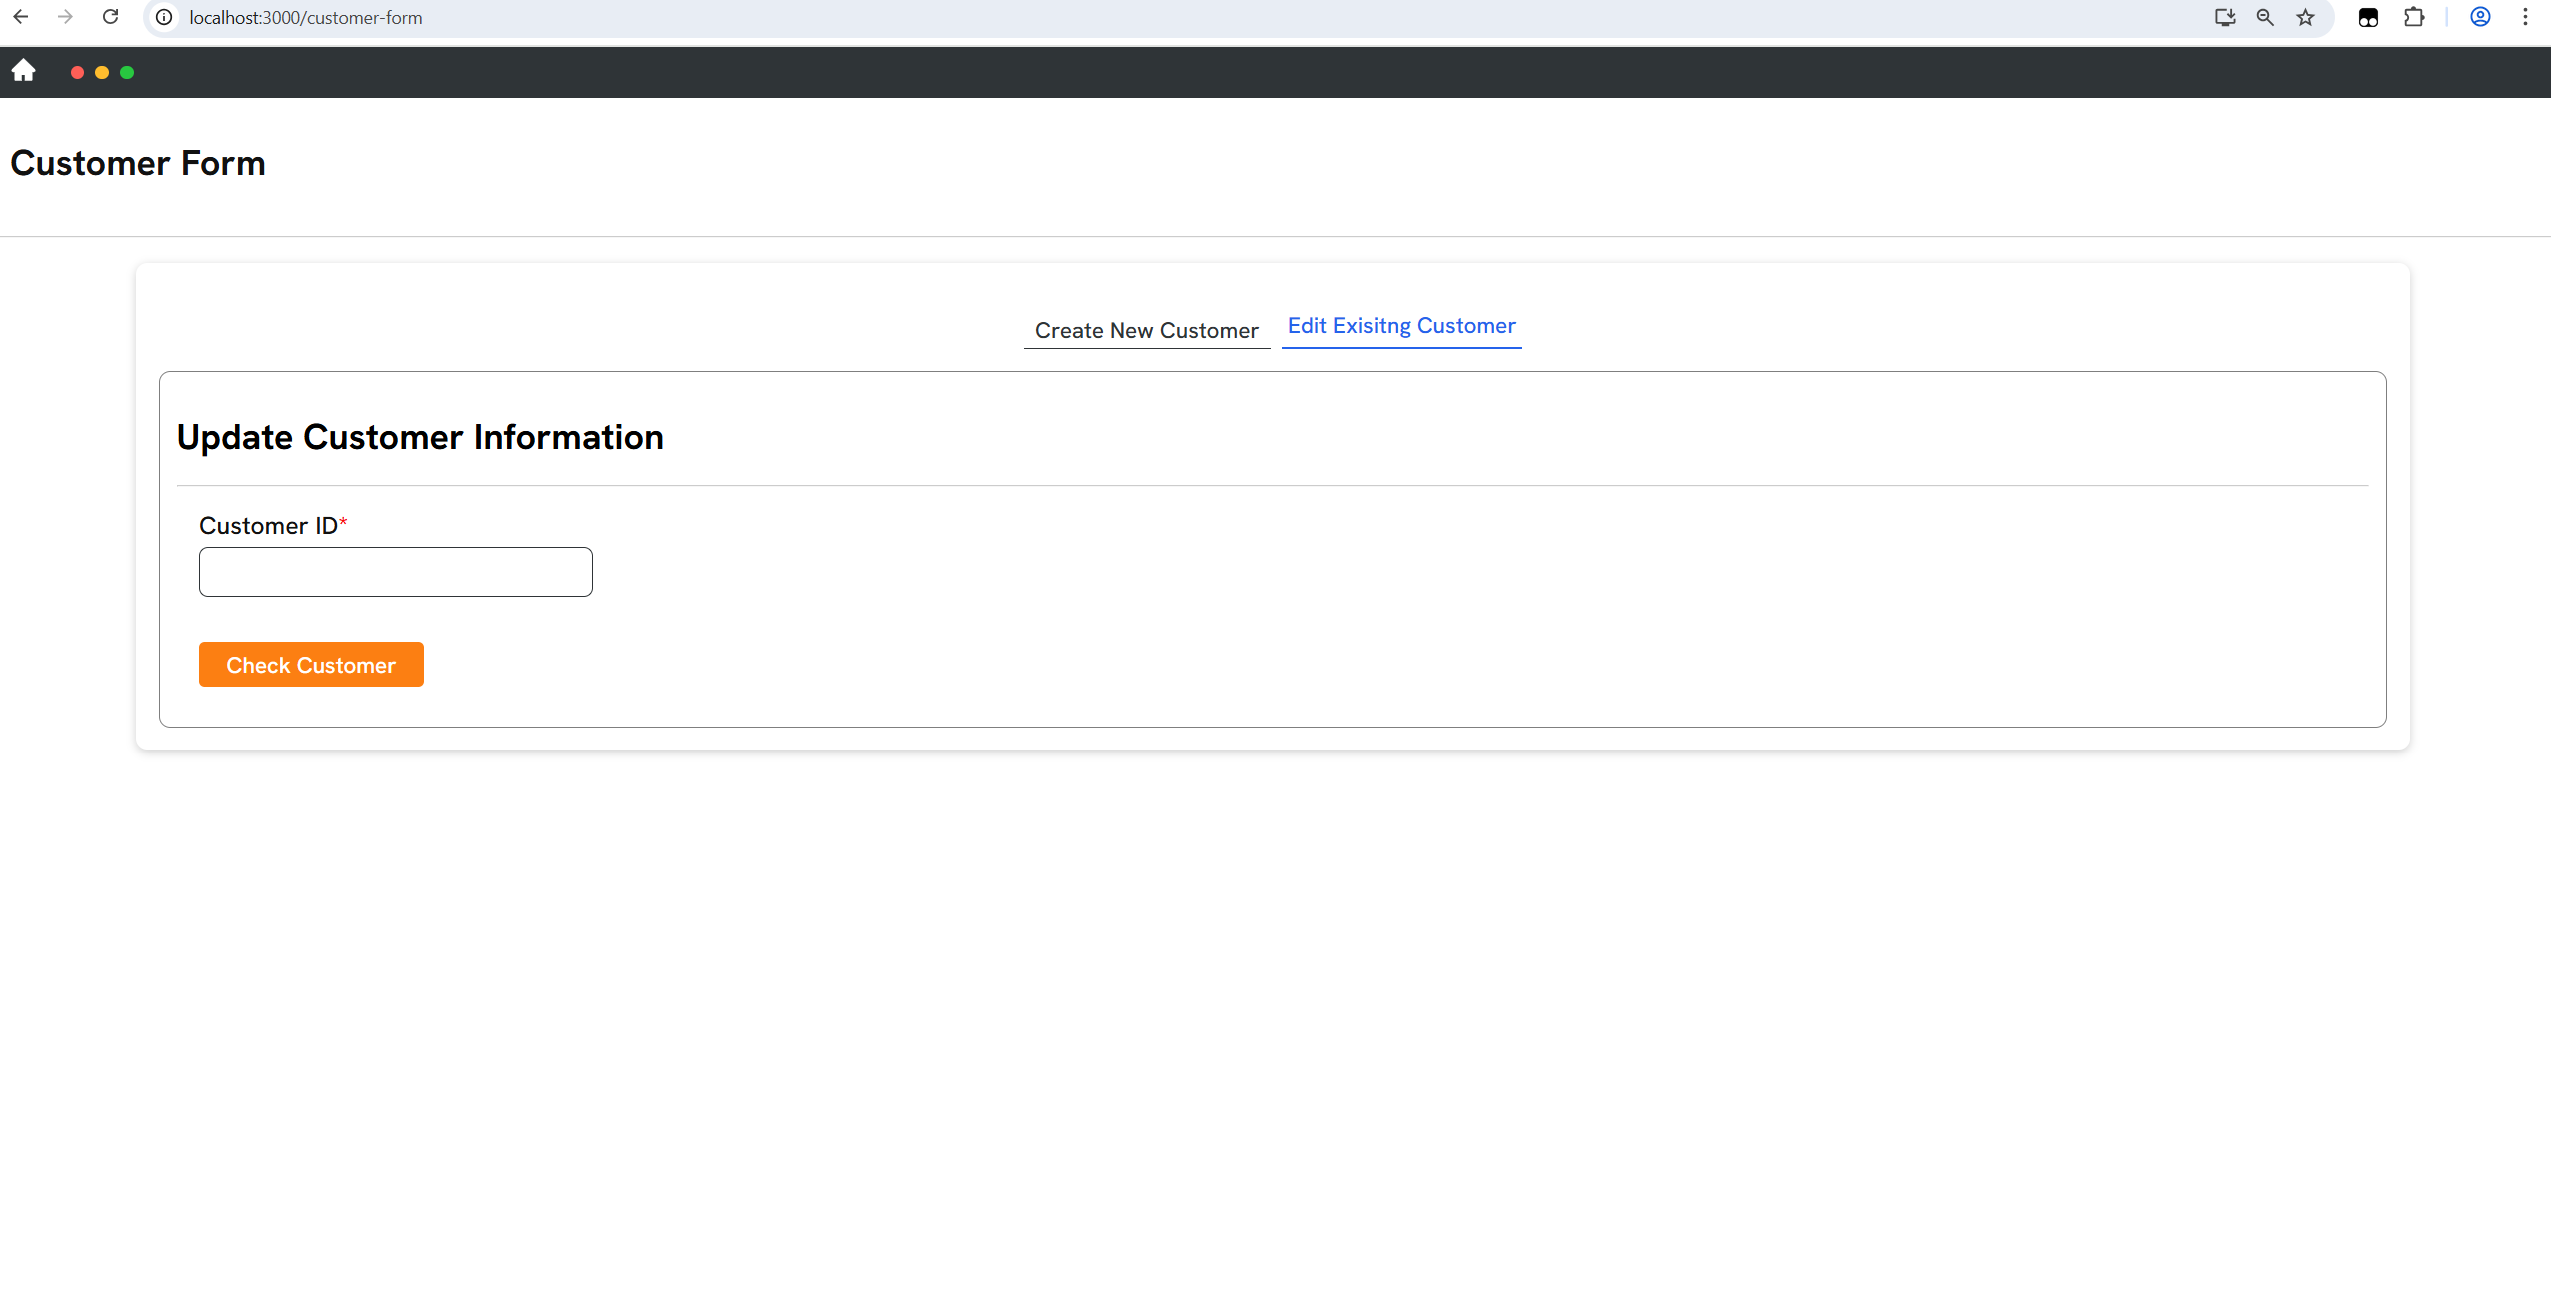 localhost:3000/customer-form
Customer Form
Create New Customer Edit Exisitng Customer
Update Customer Information
Customer ID*
Check Customer